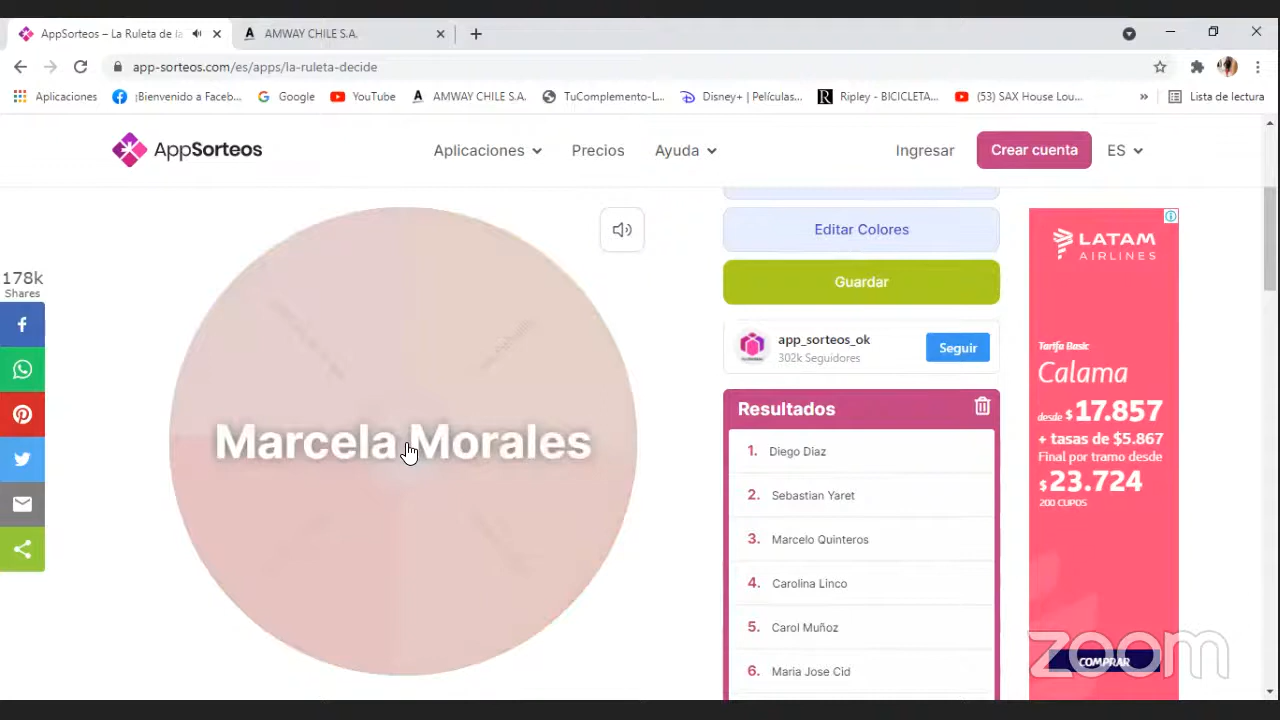 AppSorteos – La Ruleta de la
AMWAY CHILE S.A.
app-sorteos.com/es/apps/la-ruleta-decide
Aplicaciones
¡Bienvenido a Faceb...
Google
YouTube
AMWAY CHILE S.A.
TuComplemento-L...
Disney+ | Películas...
Ripley - BICICLETA...
(53) SAX House Lou...
»
Lista de lectura
AppSorteos
Aplicaciones
Precios
Ayuda
Ingresar
Crear cuenta
ES
178k
Shares
Marcela Morales
Editar Colores
Guardar
app_sorteos_ok
302k Seguidores
Seguir
Resultados
1. Diego Diaz
2. Sebastian Yaret
3. Marcelo Quinteros
4. Carolina Linco
5. Carol Muñoz
6. Maria Jose Cid
LATAM
AIRLINES
Tarifa Basic
Calama
desde $17.857
+ tasas de $5.867
Final por tramo desde
$23.724
200 CUPOS
COMPRAR
zoom